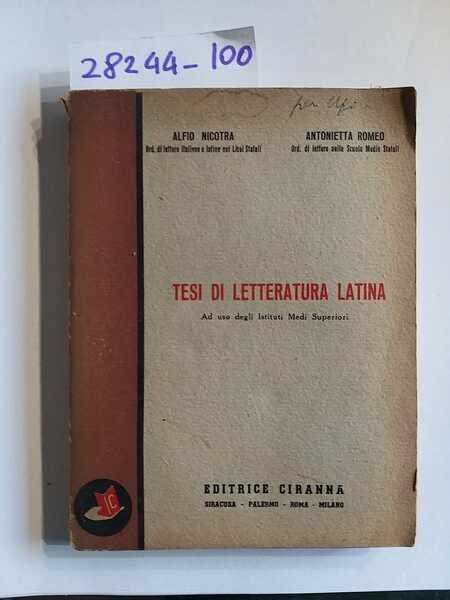 28244-100
per
ALFIO NICOTRA
Ord. di lettere italiane e latine nei Licei Statali
ANTONIETTA ROMEO
Ord. di lettere nelle Scuole Medie Statali
TESI DI LETTERATURA LATINA
Ad uso degli Istituti Medi Superiori
EDITRICE CIRANNA
SIRACUSA - PALERMO - ROMA - MILANO